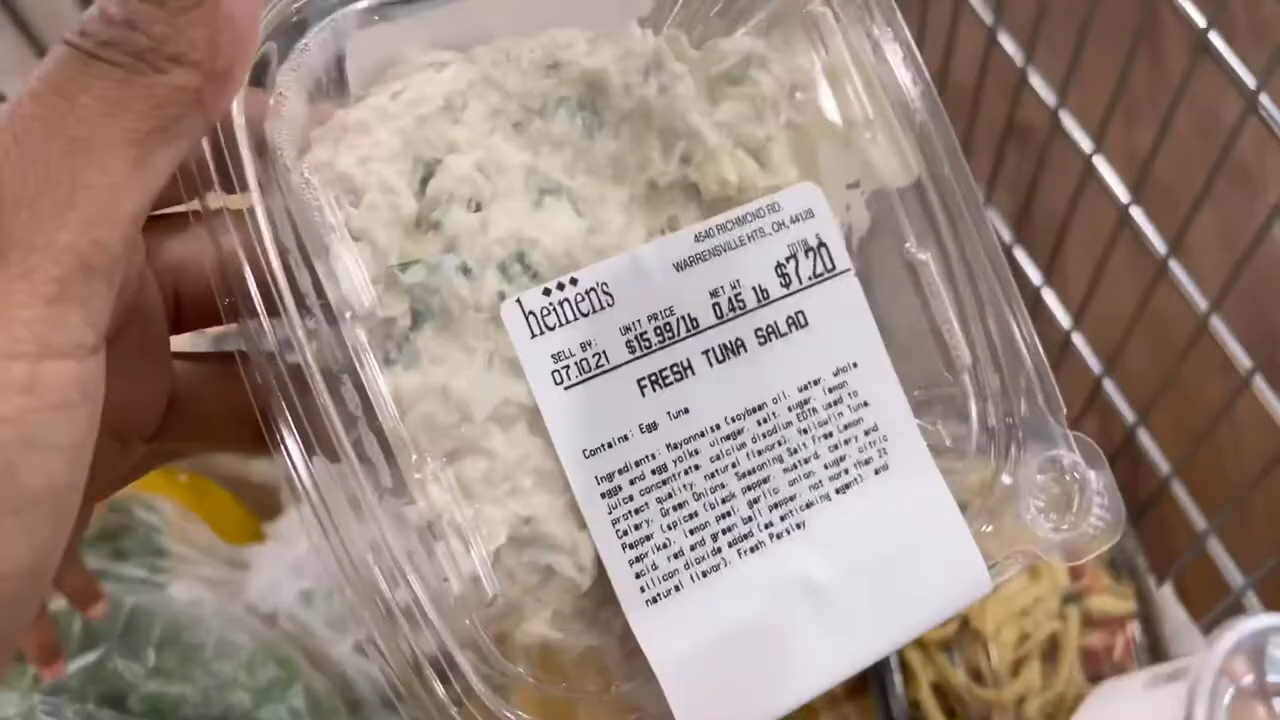 4540 RICHMOND RD.
WARRENSVILLE HTS., OH, 44128
heinen's
SELL BY: UNIT PRICE NET WT TOTAL $
07.10.21 $15.99/lb 0.45 lb $7.20
FRESH TUNA SALAD
Contains: Egg, Tuna
Ingredients: Mayonnaise (soybean oil, water, whole
eggs and egg yolks, vinegar, salt, sugar, lemon
juice concentrate, calcium disodium EDTA used to
protect quality, natural flavors), Yellowfin Tuna,
Celery, Green Onions, Seasoning Salt Free Lemon
Pepper (spices (black pepper, mustard, celery and
paprika), lemon peel, garlic, onion, sugar, citric
acid, red and green bell pepper, not more than 2%
silicon dioxide added (as anticaking agent), and
natural flavor), Fresh Parsley